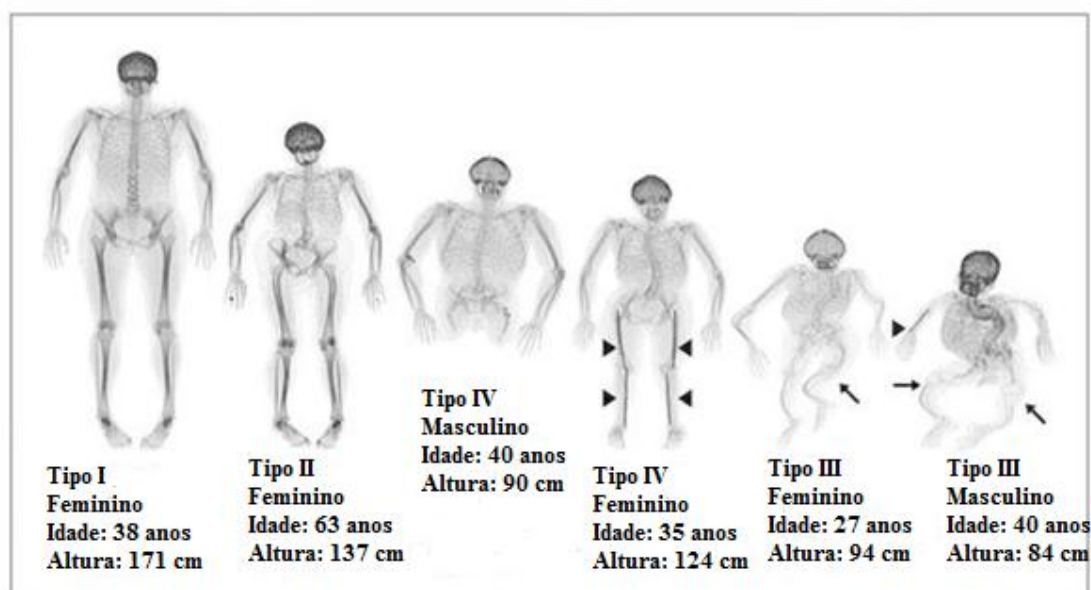 Tipo I
Feminino
Idade: 38 anos
Altura: 171 cm
Tipo II
Feminino
Idade: 63 anos
Altura: 137 cm
Tipo IV
Masculino
Idade: 40 anos
Altura: 90 cm
Tipo IV
Feminino
Idade: 35 anos
Altura: 124 cm
Tipo III
Feminino
Idade: 27 anos
Altura: 94 cm
Tipo III
Masculino
Idade: 40 anos
Altura: 84 cm